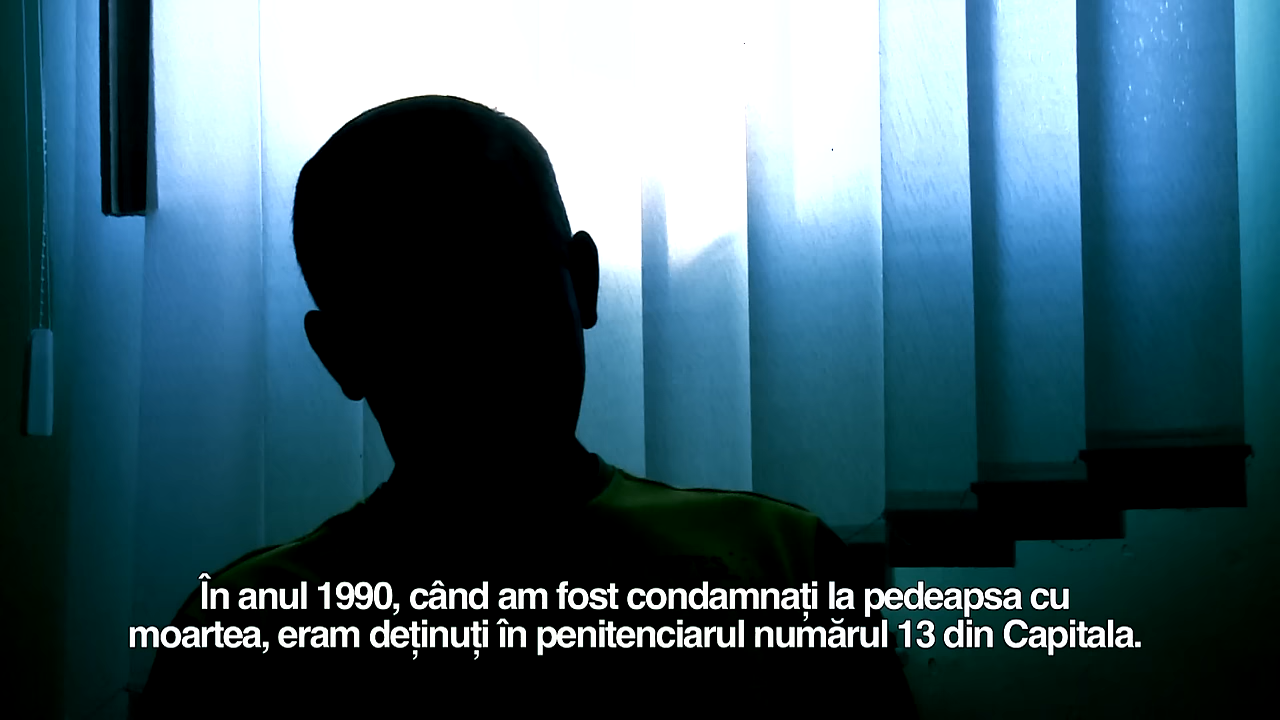 În anul 1990, când am fost condamnați la pedeapsa cu
moartea, eram deținuți în penitenciarul numărul 13 din Capitala.